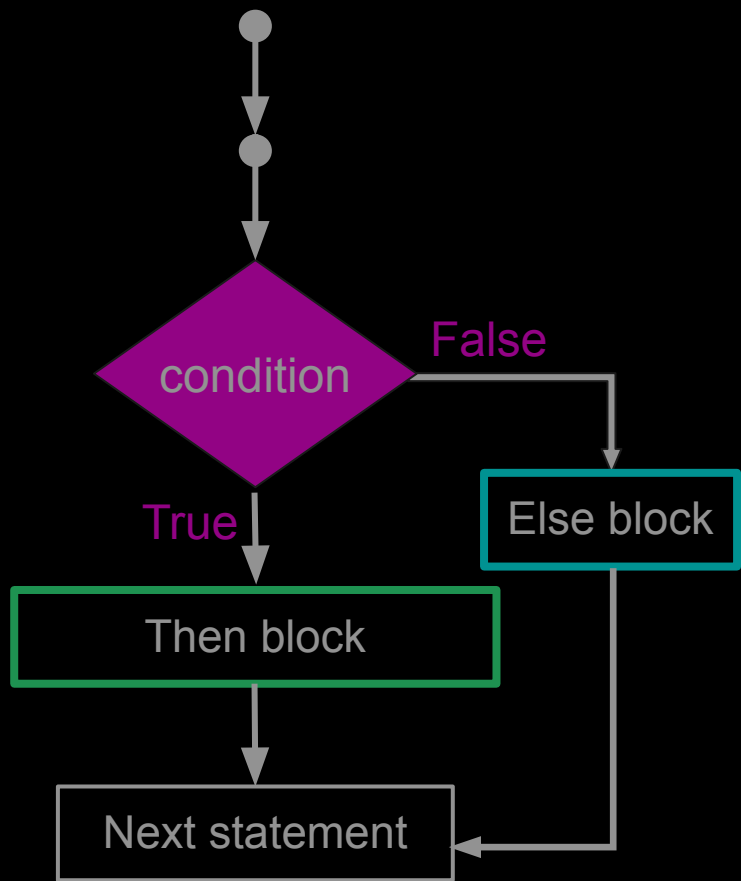 False
condition
True
Else block
Then block
Next statement